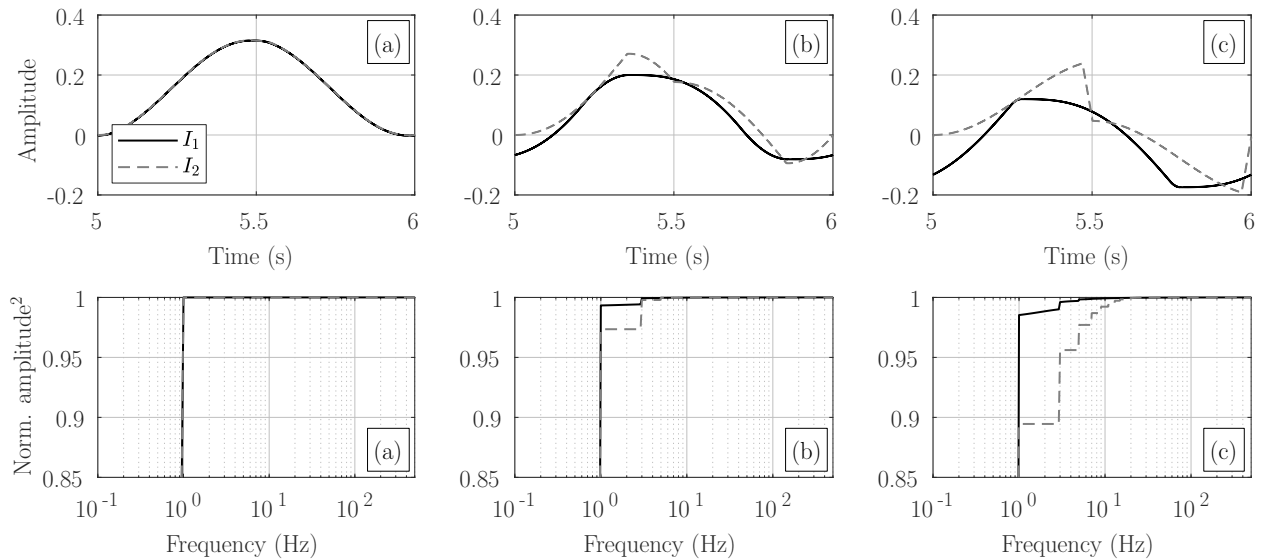 0.4
0.2
0
-0.2
Amplitude
(a)
I₁
I₂
5
5.5
6
Time (s)
0.4
0.2
0
-0.2
(b)
5
5.5
6
Time (s)
0.4
0.2
0
-0.2
(c)
5
5.5
6
Time (s)
1
0.95
0.9
0.85
Norm. amplitude²
(a)
10⁻¹
10⁰
10¹
10²
Frequency (Hz)
1
0.95
0.9
0.85
(b)
10⁻¹
10⁰
10¹
10²
Frequency (Hz)
1
0.95
0.9
0.85
(c)
10⁻¹
10⁰
10¹
10²
Frequency (Hz)